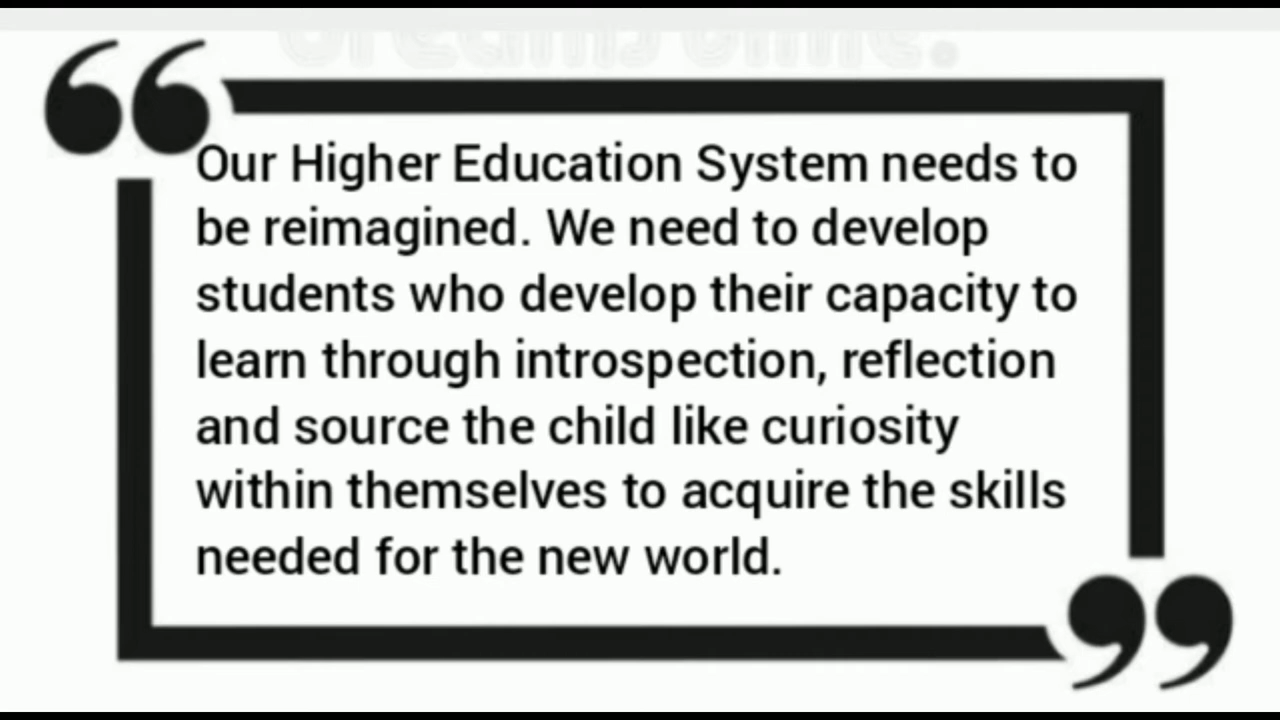 Our Higher Education System needs to
be reimagined. We need to develop
students who develop their capacity to
learn through introspection, reflection
and source the child like curiosity
within themselves to acquire the skills
needed for the new world.